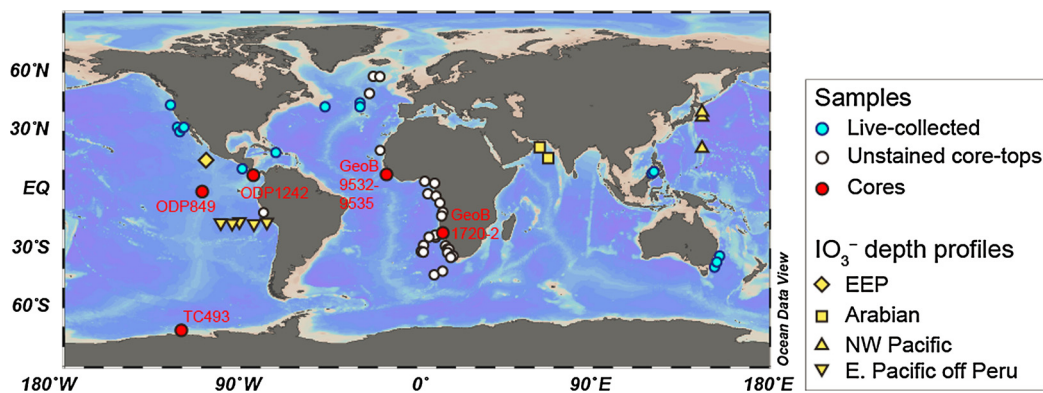 60˚N
30˚N
EQ
30˚S
60˚S
180˚W
90˚W
0˚
90˚E
180˚E
GeoB
9532-
9535
ODP1242
ODP849
GeoB
1720-2
TC493
Ocean Data View
Samples
Live-collected
Unstained core-tops
Cores
IO₃⁻ depth profiles
EEP
Arabian
NW Pacific
E. Pacific off Peru